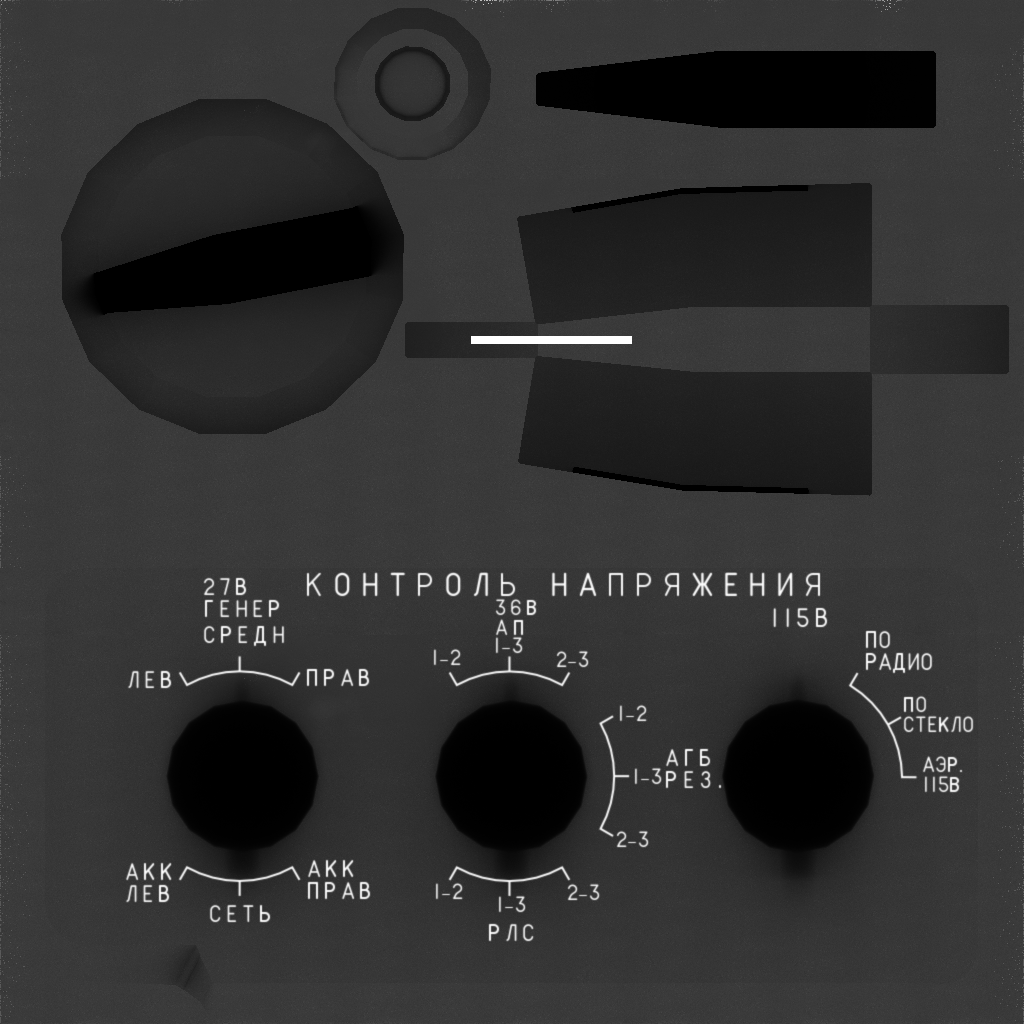 КОНТРОЛЬ НАПРЯЖЕНИЯ
27В
ГЕНЕР
СРЕДН
ЛЕВ
ПРАВ
АКК
ЛЕВ
СЕТЬ
АКК
ПРАВ
36В
АП
1-3
1-2
2-3
1-2
1-3
2-3
АГБ
РЕЗ.
1-2
1-3
2-3
РЛС
115В
ПО
РАДИО
ПО
СТЕКЛО
АЭР.
115В